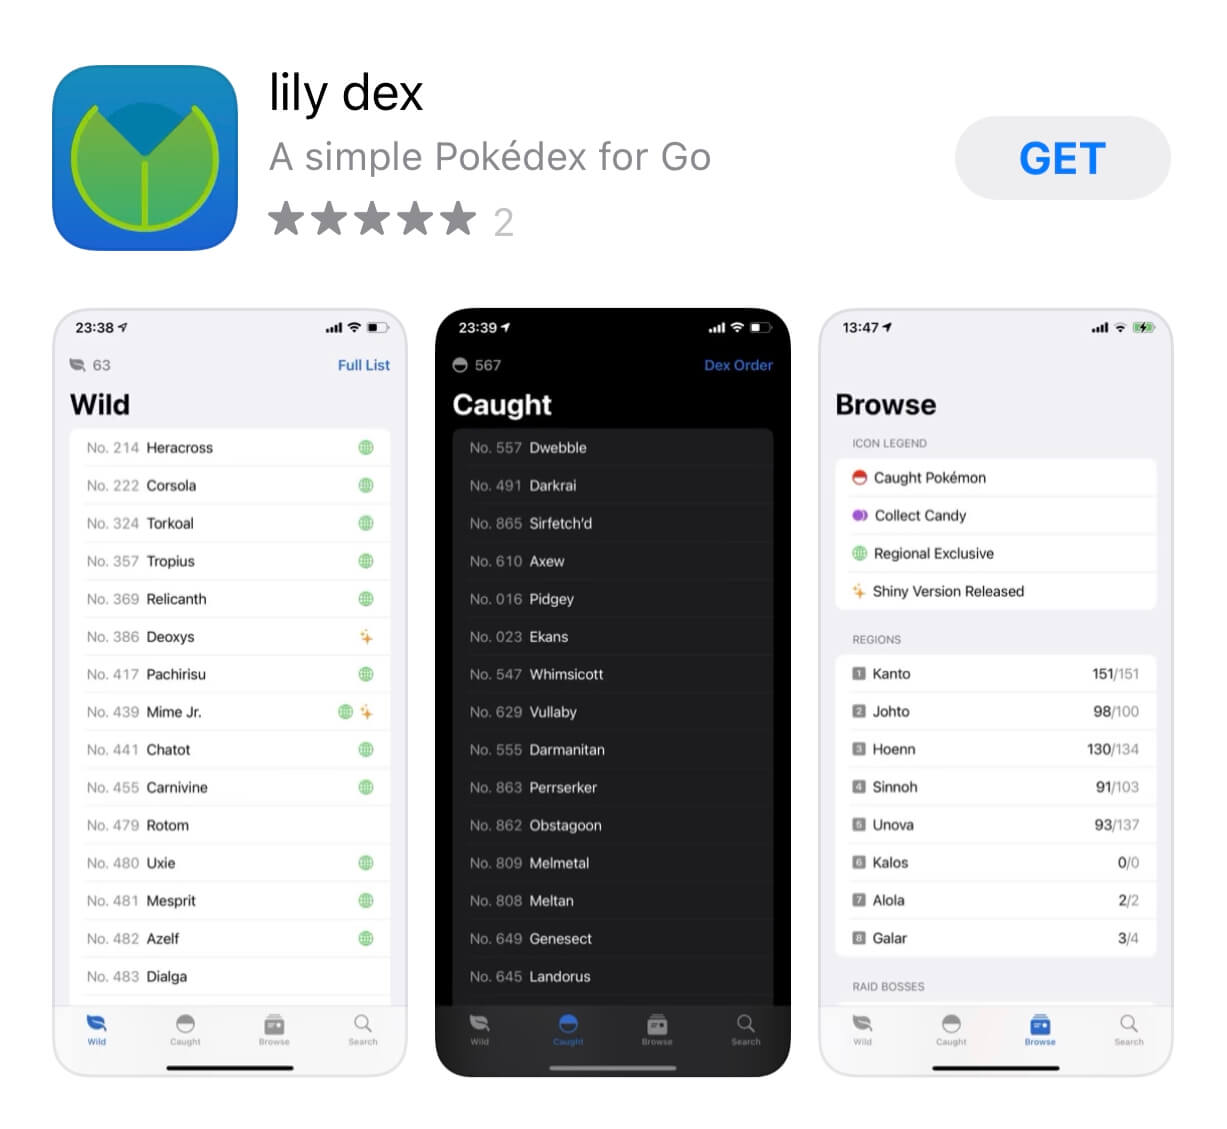 lily dex
A simple Pokédex for Go
2
GET
23:38
63
Full List
Wild
No. 214 Heracross
No. 222 Corsola
No. 324 Torkoal
No. 357 Tropius
No. 369 Relicanth
No. 386 Deoxys
No. 417 Pachirisu
No. 439 Mime Jr.
No. 441 Chatot
No. 455 Carnivine
No. 479 Rotom
No. 480 Uxie
No. 481 Mesprit
No. 482 Azelf
No. 483 Dialga
Wild Caught Browse Search
23:39
567
Dex Order
Caught
No. 557 Dwebble
No. 491 Darkrai
No. 865 Sirfetch'd
No. 610 Axew
No. 016 Pidgey
No. 023 Ekans
No. 547 Whimsicott
No. 629 Vullaby
No. 555 Darmanitan
No. 863 Perrserker
No. 862 Obstagoon
No. 809 Melmetal
No. 808 Meltan
No. 649 Genesect
No. 645 Landorus
Wild Caught Browse Search
13:47
Browse
ICON LEGEND
Caught Pokémon
Collect Candy
Regional Exclusive
Shiny Version Released
REGIONS
1 Kanto 151/151
2 Johto 98/100
3 Hoenn 130/134
4 Sinnoh 91/103
5 Unova 93/137
6 Kalos 0/0
7 Alola 2/2
8 Galar 3/4
RAID BOSSES
Wild Caught Browse Search